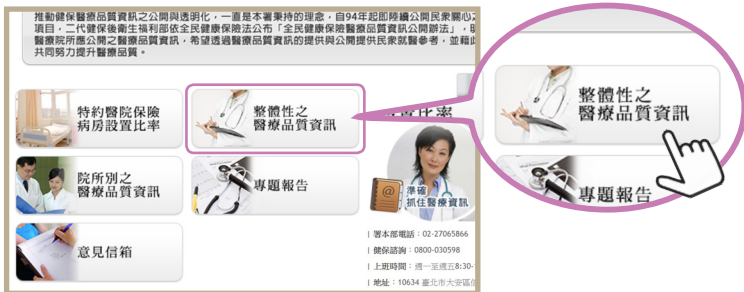 推動健保醫療品質資訊之公開與透明化，一直是本署秉持的理念，自94年起即陸續公開民眾關心之
項目，二代健保後衛生福利部依全民健康保險法公布「全民健康保險醫療品質資訊公開辦法」，
醫療院所應公開之醫療品質資訊，希望透過醫療品質資訊的提供與公開提供民眾就醫參考，並藉
共同努力提升醫療品質。
特約醫院保險
病房設置比率
整體性之
醫療品質資訊
比率
院所別之
醫療品質資訊
專題報告
意見信箱
準確
抓住醫療資訊
| 署本部電話：02-27065866
| 健保諮詢：0800-030598
| 上班時間：週一至週五8:30-
| 地址：10634 臺北市大安區
整體性之
醫療品質資訊
專題報告